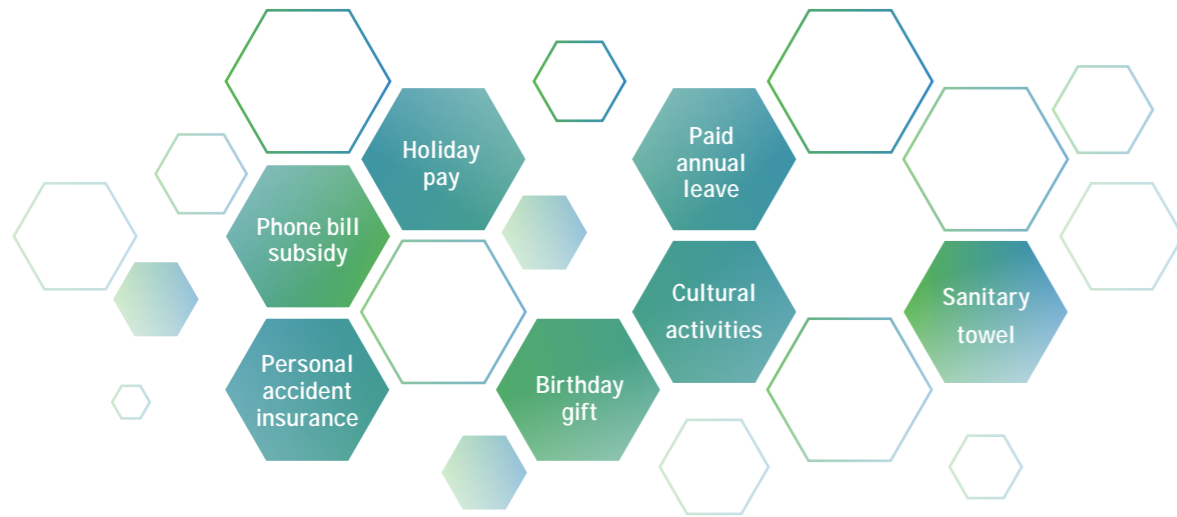 Holiday
pay
Paid
annual
leave
Phone bill
subsidy
Cultural
activities
Sanitary
towel
Personal
accident
insurance
Birthday
gift